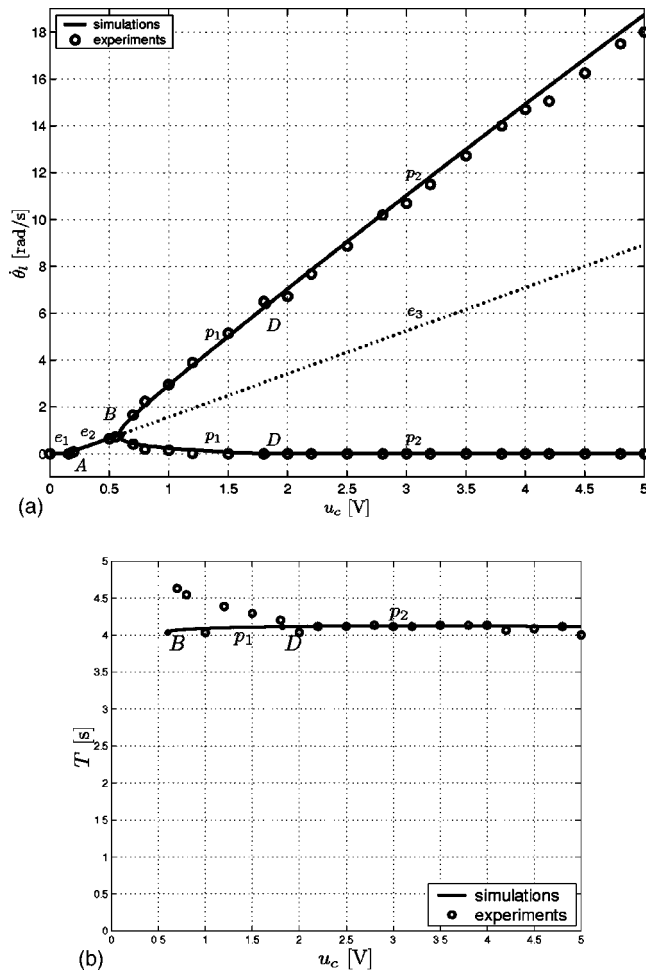 simulations
experiments
θ̇_l [rad/s]
18
16
14
12
10
8
6
4
2
0
p_2
e_3
p_1
D
B
e_1
e_2
A
p_1
D
p_2
0 0.5 1 1.5 2 2.5 3 3.5 4 4.5 5
u_c [V]
(a)
5
4.5
4
3.5
3
2.5
2
1.5
1
0.5
0
T [s]
p_2
B
p_1
D
simulations
experiments
0 0.5 1 1.5 2 2.5 3 3.5 4 4.5 5
u_c [V]
(b)